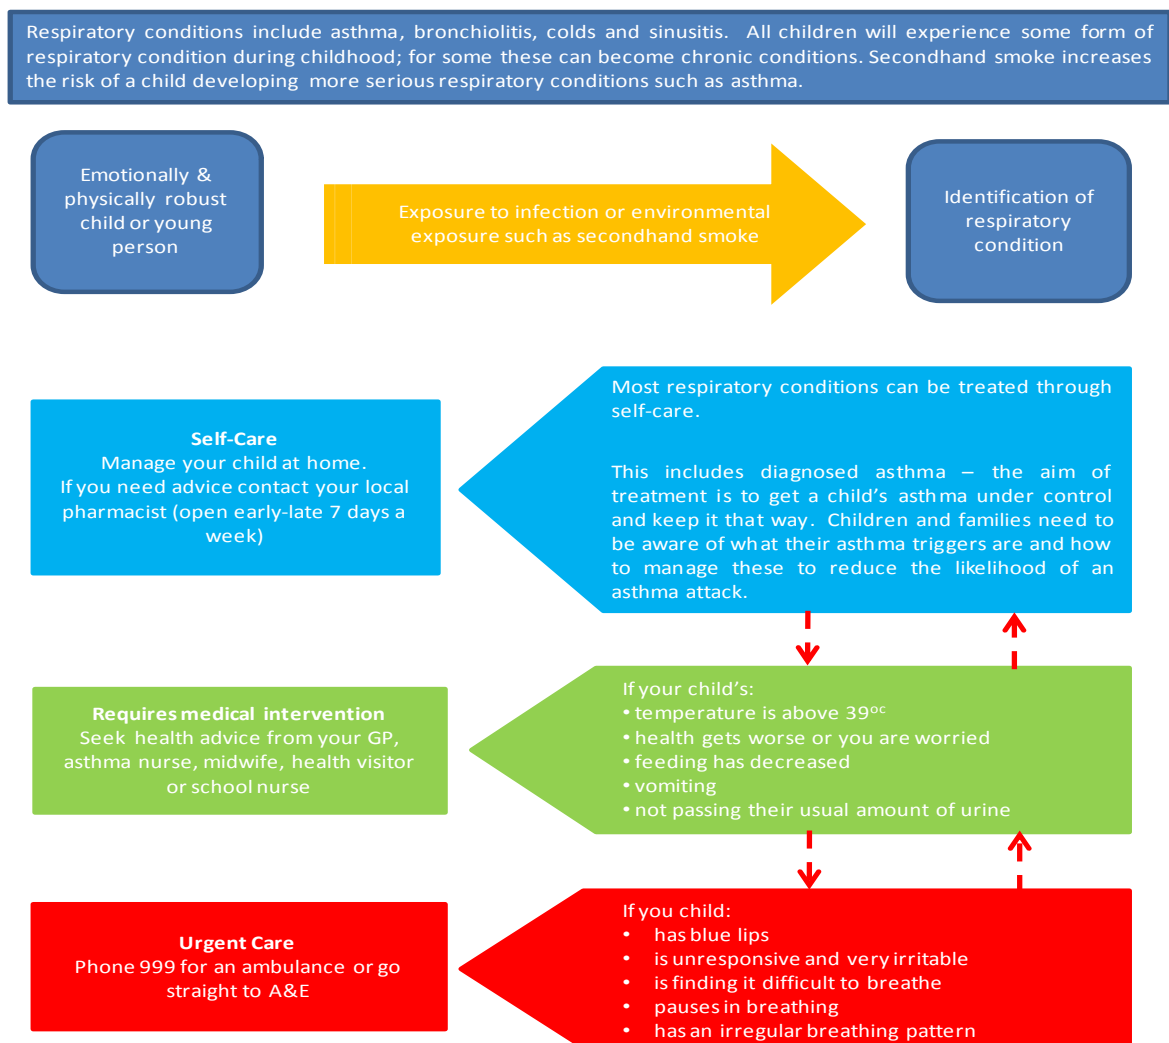 Respiratory conditions include asthma, bronchiolitis, colds and sinusitis. All children will experience some form of
respiratory condition during childhood; for some these can become chronic conditions. Secondhand smoke increases
the risk of a child developing more serious respiratory conditions such as asthma.
Emotionally &
physically robust
child or young
person
Exposure to infection or environmental
exposure such as secondhand smoke
Identification of
respiratory
condition
Self-Care
Manage your child at home.
If you need advice contact your local
pharmacist (open early-late 7 days a
week)
Most respiratory conditions can be treated through
self-care.
This includes diagnosed asthma – the aim of
treatment is to get a child's asthma under control
and keep it that way. Children and families need to
be aware of what their asthma triggers are and how
to manage these to reduce the likelihood of an
asthma attack.
Requires medical intervention
Seek health advice from your GP,
asthma nurse, midwife, health visitor
or school nurse
If your child's:
• temperature is above 39ºᶜ
• health gets worse or you are worried
• feeding has decreased
• vomiting
• not passing their usual amount of urine
Urgent Care
Phone 999 for an ambulance or go
straight to A&E
If you child:
• has blue lips
• is unresponsive and very irritable
• is finding it difficult to breathe
• pauses in breathing
• has an irregular breathing pattern